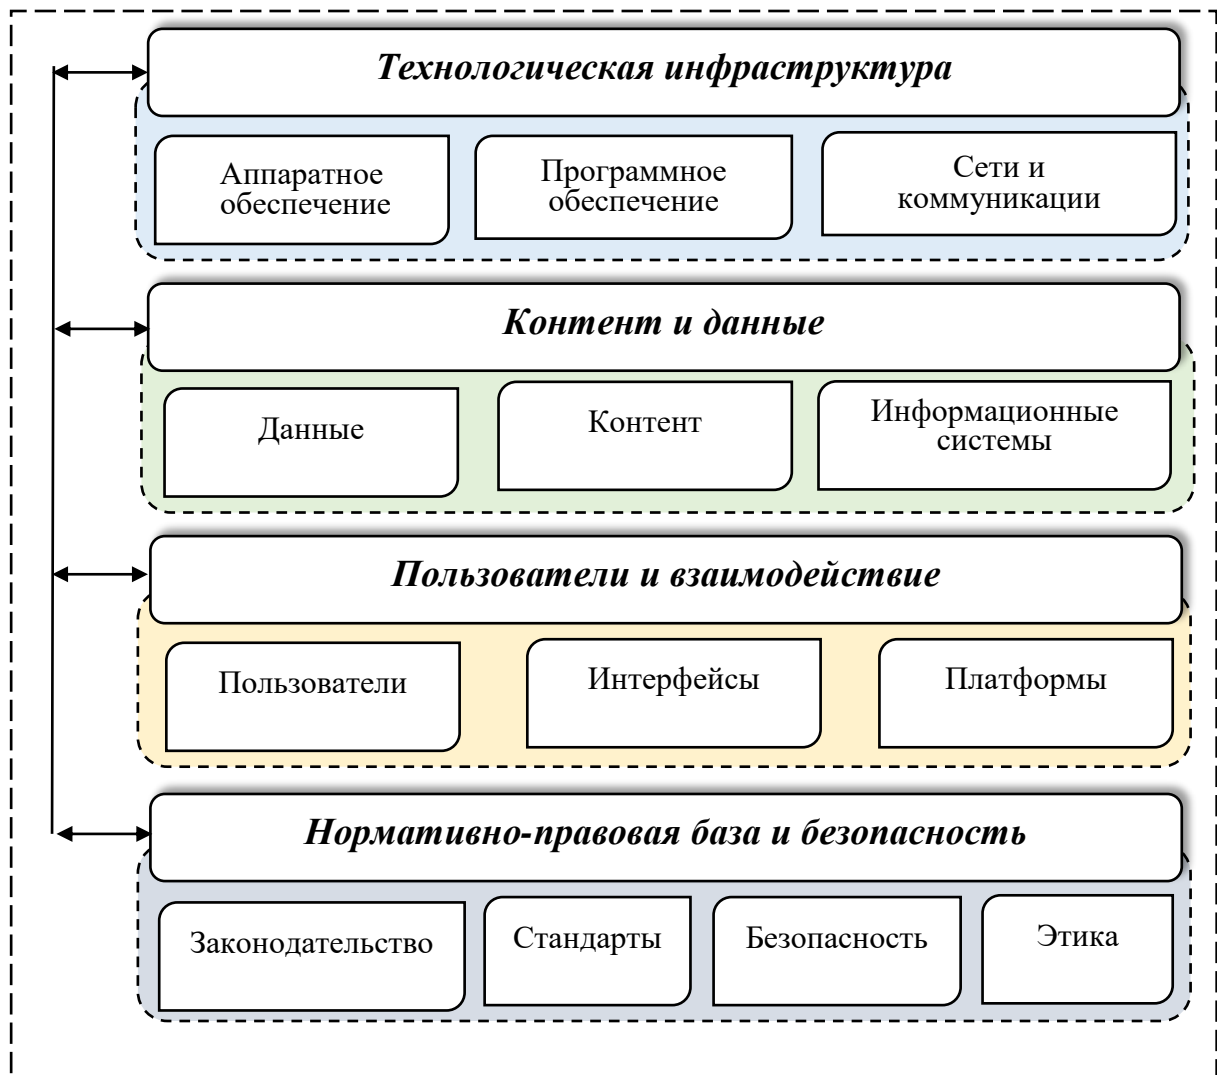 Технологическая инфраструктура
Аппаратное
обеспечение
Программное
обеспечение
Сети и
коммуникации
Контент и данные
Данные
Контент
Информационные
системы
Пользователи и взаимодействие
Пользователи
Интерфейсы
Платформы
Нормативно-правовая база и безопасность
Законодательство
Стандарты
Безопасность
Этика